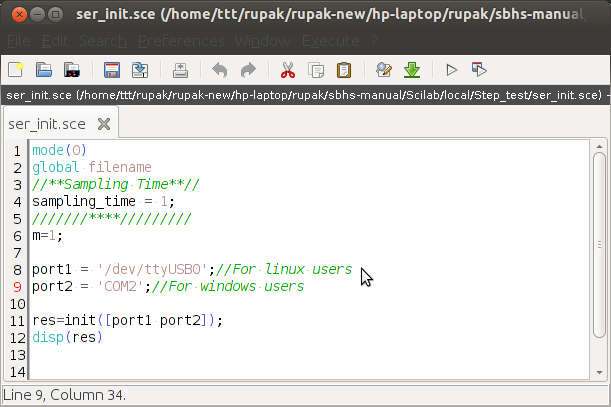 ser_init.sce (/home/ttt/rupak/rupak-new/hp-laptop/rupak/sbhs-manual/
File Edit Search Preferences Window Execute ?
ser_init.sce (/home/ttt/rupak/rupak-new/hp-laptop/rupak/sbhs-manual/Scilab/local/Step_test/ser_init.sce) -
ser_init.sce
1 mode(0)
2 global filename
3 //**Sampling Time**//
4 sampling_time = 1;
5 ///////****/////////
6 m=1;
7
8 port1 = '/dev/ttyUSB0';//For linux users
9 port2 = 'COM2';//For windows users
10
11 res=init([port1 port2]);
12 disp(res)
13
14
Line 9, Column 34.